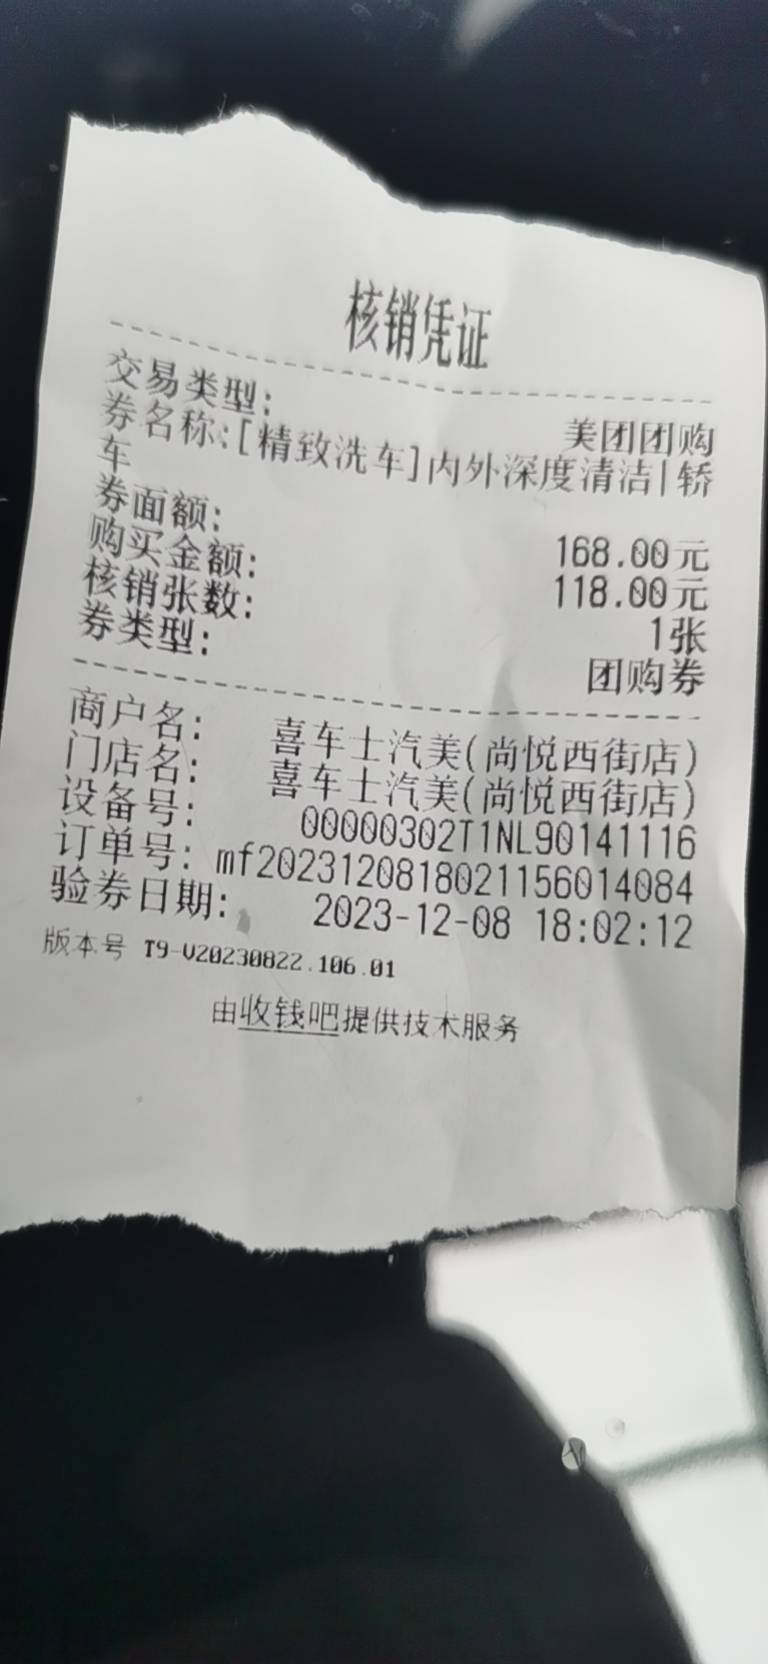 核销凭证
交易类型: 美团团购
券名称:[精致洗车]内外深度清洁|轿
车
券面额: 168.00元
购买金额: 118.00元
核销张数: 1张
券类型: 团购券
商户名: 喜车士汽美(尚悦西街店)
门店名: 喜车士汽美(尚悦西街店)
设备号: 00000302T1NL90141116
订单号: mf2023120818021156014084
验券日期: 2023-12-08 18:02:12
版本号 T9-V20230822.106.01
由收钱吧提供技术服务